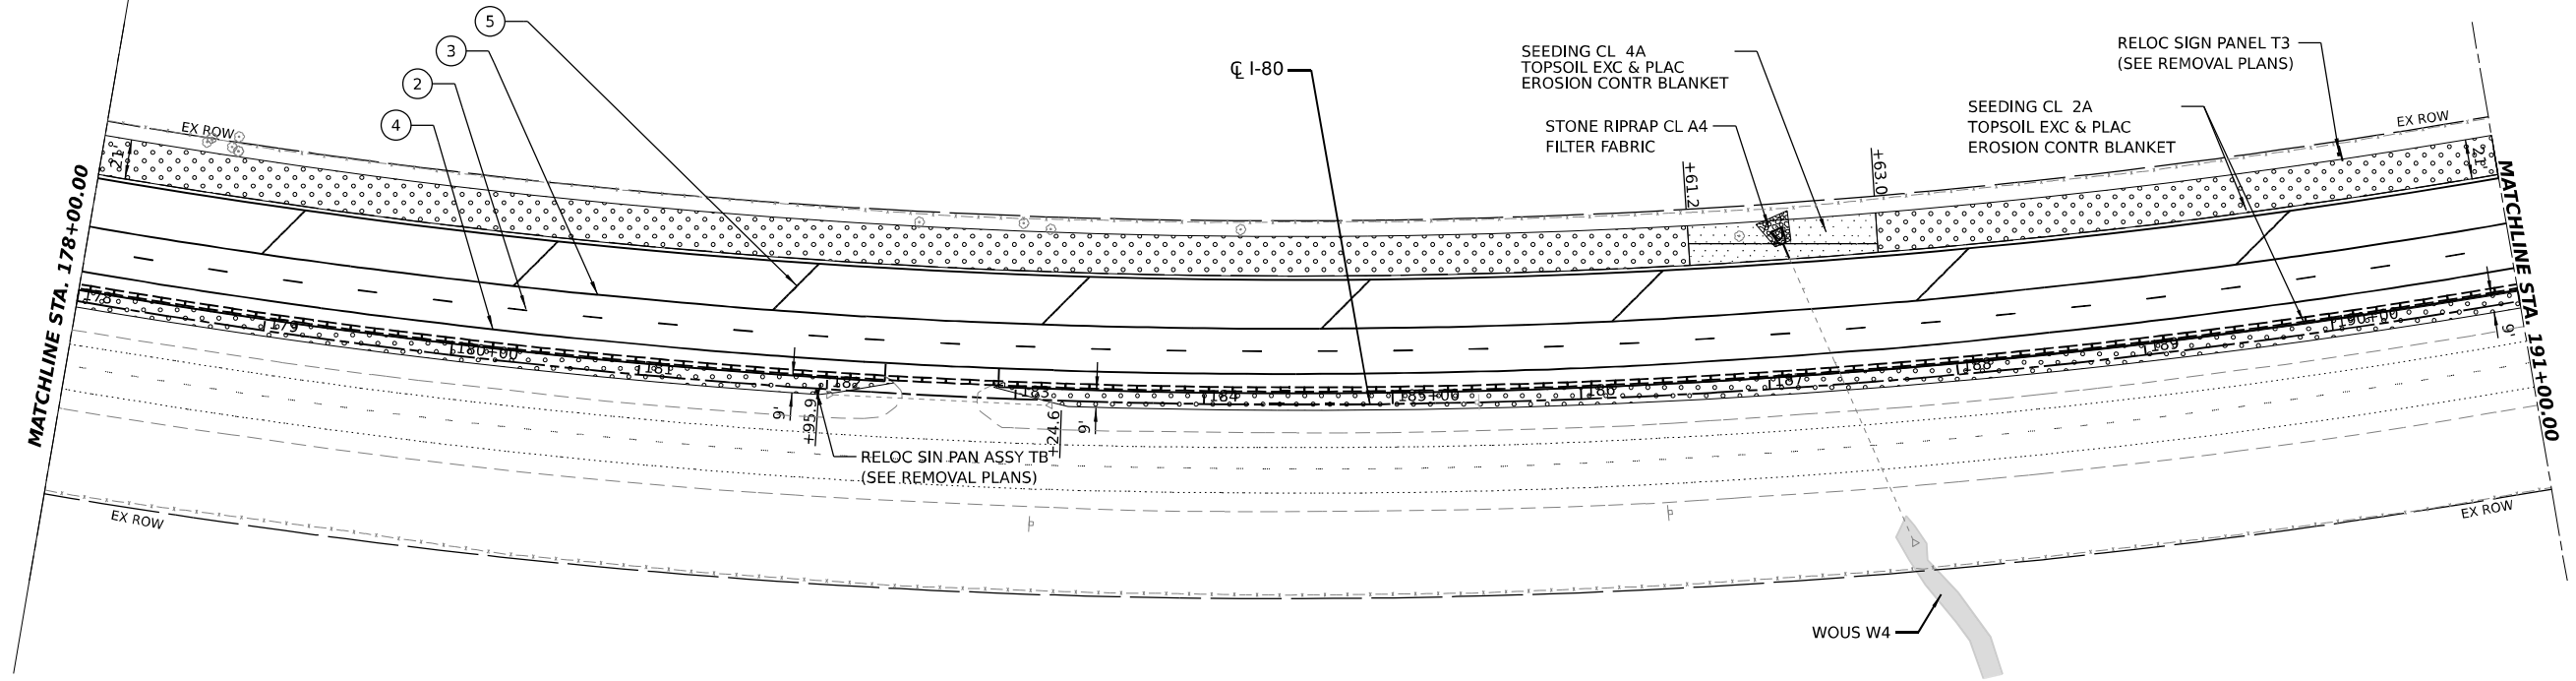 5
3
2
4
℄ I-80
SEEDING CL 4A
TOPSOIL EXC & PLAC
EROSION CONTR BLANKET
STONE RIPRAP CL A4
FILTER FABRIC
RELOC SIGN PANEL T3
(SEE REMOVAL PLANS)
SEEDING CL 2A
TOPSOIL EXC & PLAC
EROSION CONTR BLANKET
EX ROW
EX ROW
21'
21'
+61.2
+63.0
MATCHLINE STA. 178+00.00
MATCHLINE STA. 191+00.00
178
179
180+00
181
182
183
184
185+00
186
187
188
189
190+00
9'
+95.9
+24.6
9'
9'
RELOC SIN PAN ASSY TB
(SEE REMOVAL PLANS)
EX ROW
EX ROW
WOUS W4